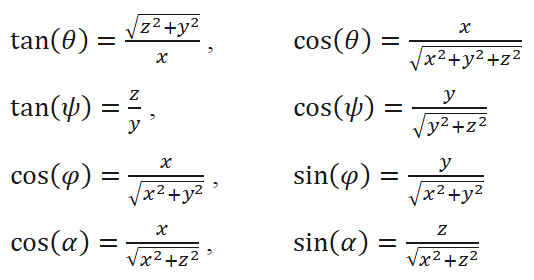 tan(θ) = √(z²+y²)/x , cos(θ) = x/√(x²+y²+z²)
tan(ψ) = z/y , cos(ψ) = y/√(y²+z²)
cos(φ) = x/√(x²+y²) , sin(φ) = y/√(x²+y²)
cos(α) = x/√(x²+z²) , sin(α) = z/√(x²+z²)